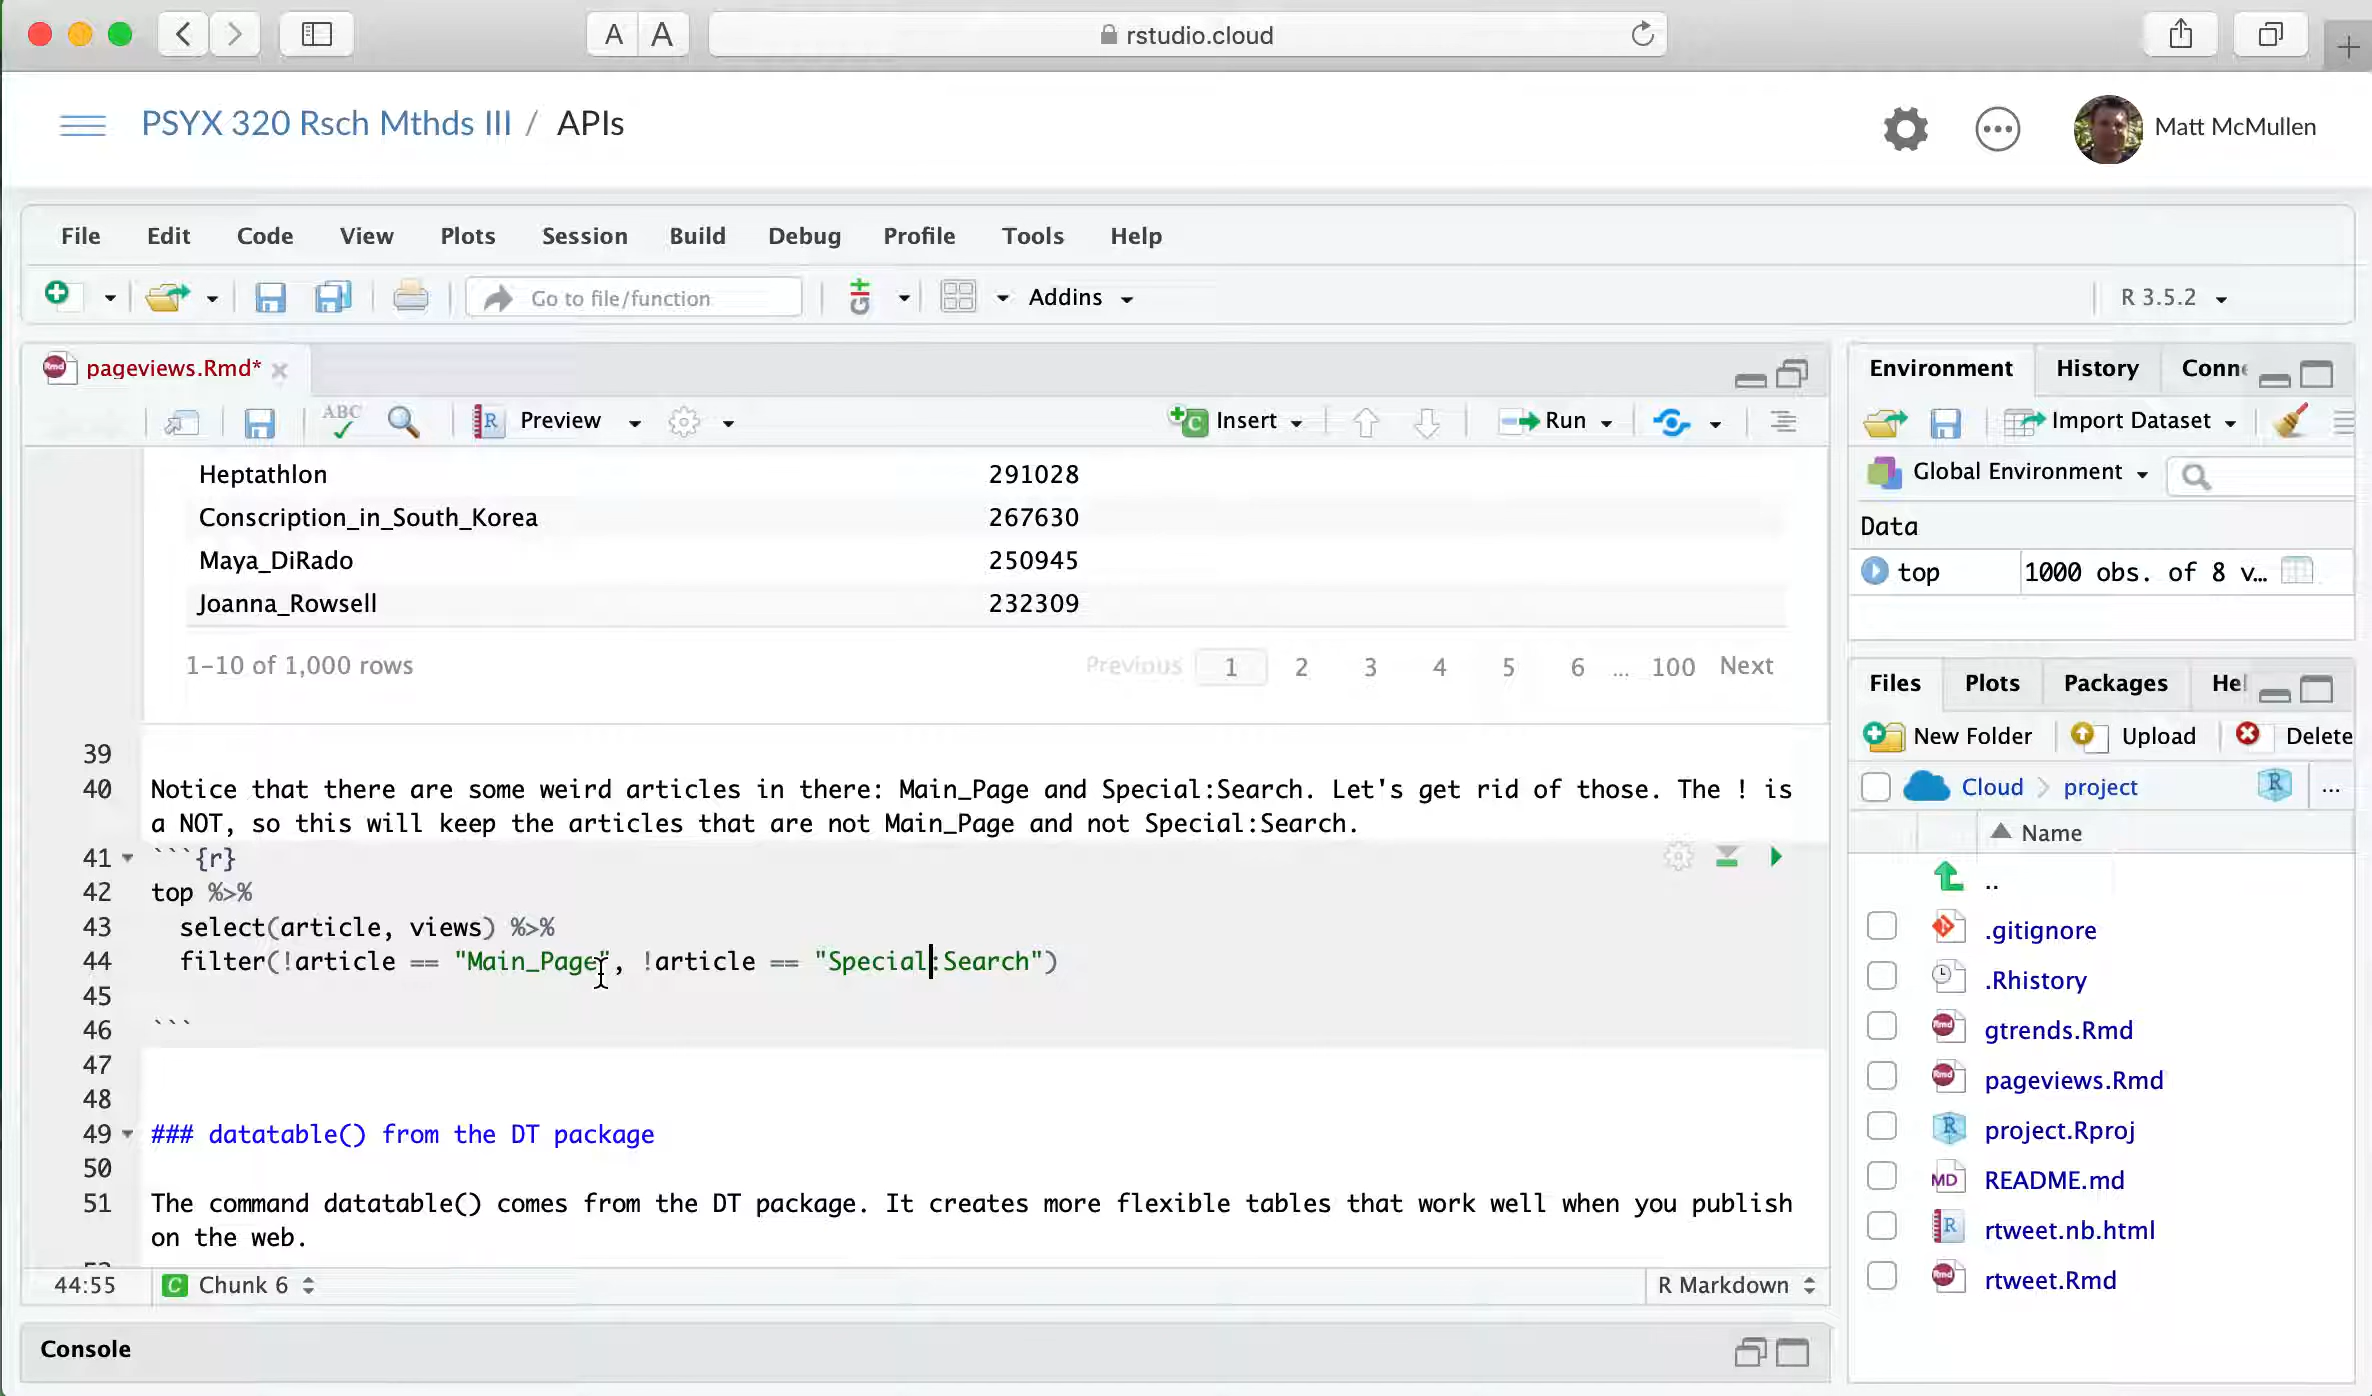 A A rstudio.cloud
PSYX 320 Rsch Mthds III / APIs
Matt McMullen
File Edit Code View Plots Session Build Debug Profile Tools Help
Go to file/function Addins R 3.5.2
pageviews.Rmd*
ABC Preview Insert Run
Heptathlon 291028
Conscription_in_South_Korea 267630
Maya_DiRado 250945
Joanna_Rowsell 232309
1-10 of 1,000 rows Previous 1 2 3 4 5 6 ... 100 Next
39
40 Notice that there are some weird articles in there: Main_Page and Special:Search. Let's get rid of those. The ! is
a NOT, so this will keep the articles that are not Main_Page and not Special:Search.
41 ```{r}
42 top %>%
43 select(article, views) %>%
44 filter(!article == "Main_Page", !article == "Special:Search")
45
46 ```
47
48
49 ### datatable() from the DT package
50
51 The command datatable() comes from the DT package. It creates more flexible tables that work well when you publish
on the web.
44:55 C Chunk 6 R Markdown
Console
Environment History Conne
Import Dataset
Global Environment
Data
top 1000 obs. of 8 v...
Files Plots Packages Hel
New Folder Upload Delete
Cloud project R ...
Name
..
.gitignore
.Rhistory
gtrends.Rmd
pageviews.Rmd
project.Rproj
README.md
rtweet.nb.html
rtweet.Rmd